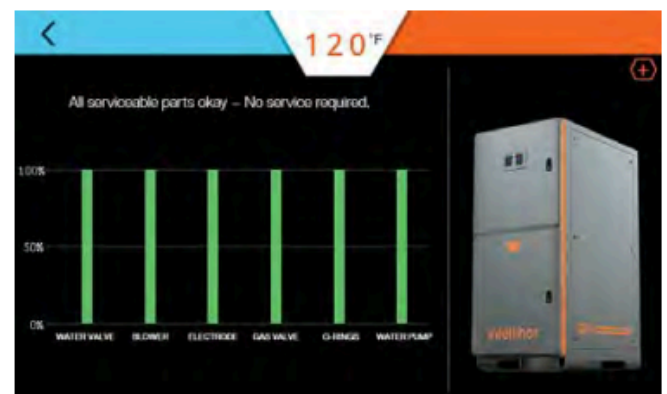 120°F
All serviceable parts okay – No service required.
100%
50%
0%
WATER VALVE BLOWER ELECTRODE GAS VALVE O-RINGS WATER PUMP